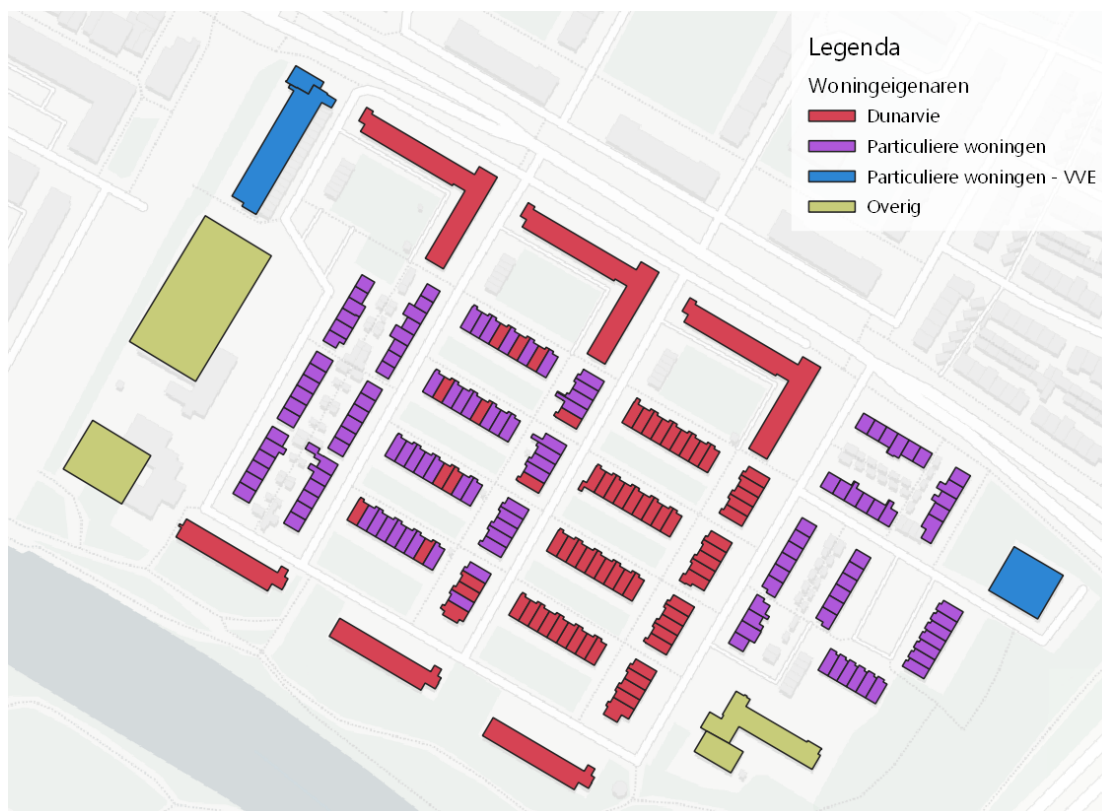 Legenda
Woningeigenaren
Dunarvie
Particuliere woningen
Particuliere woningen - VVE
Overig